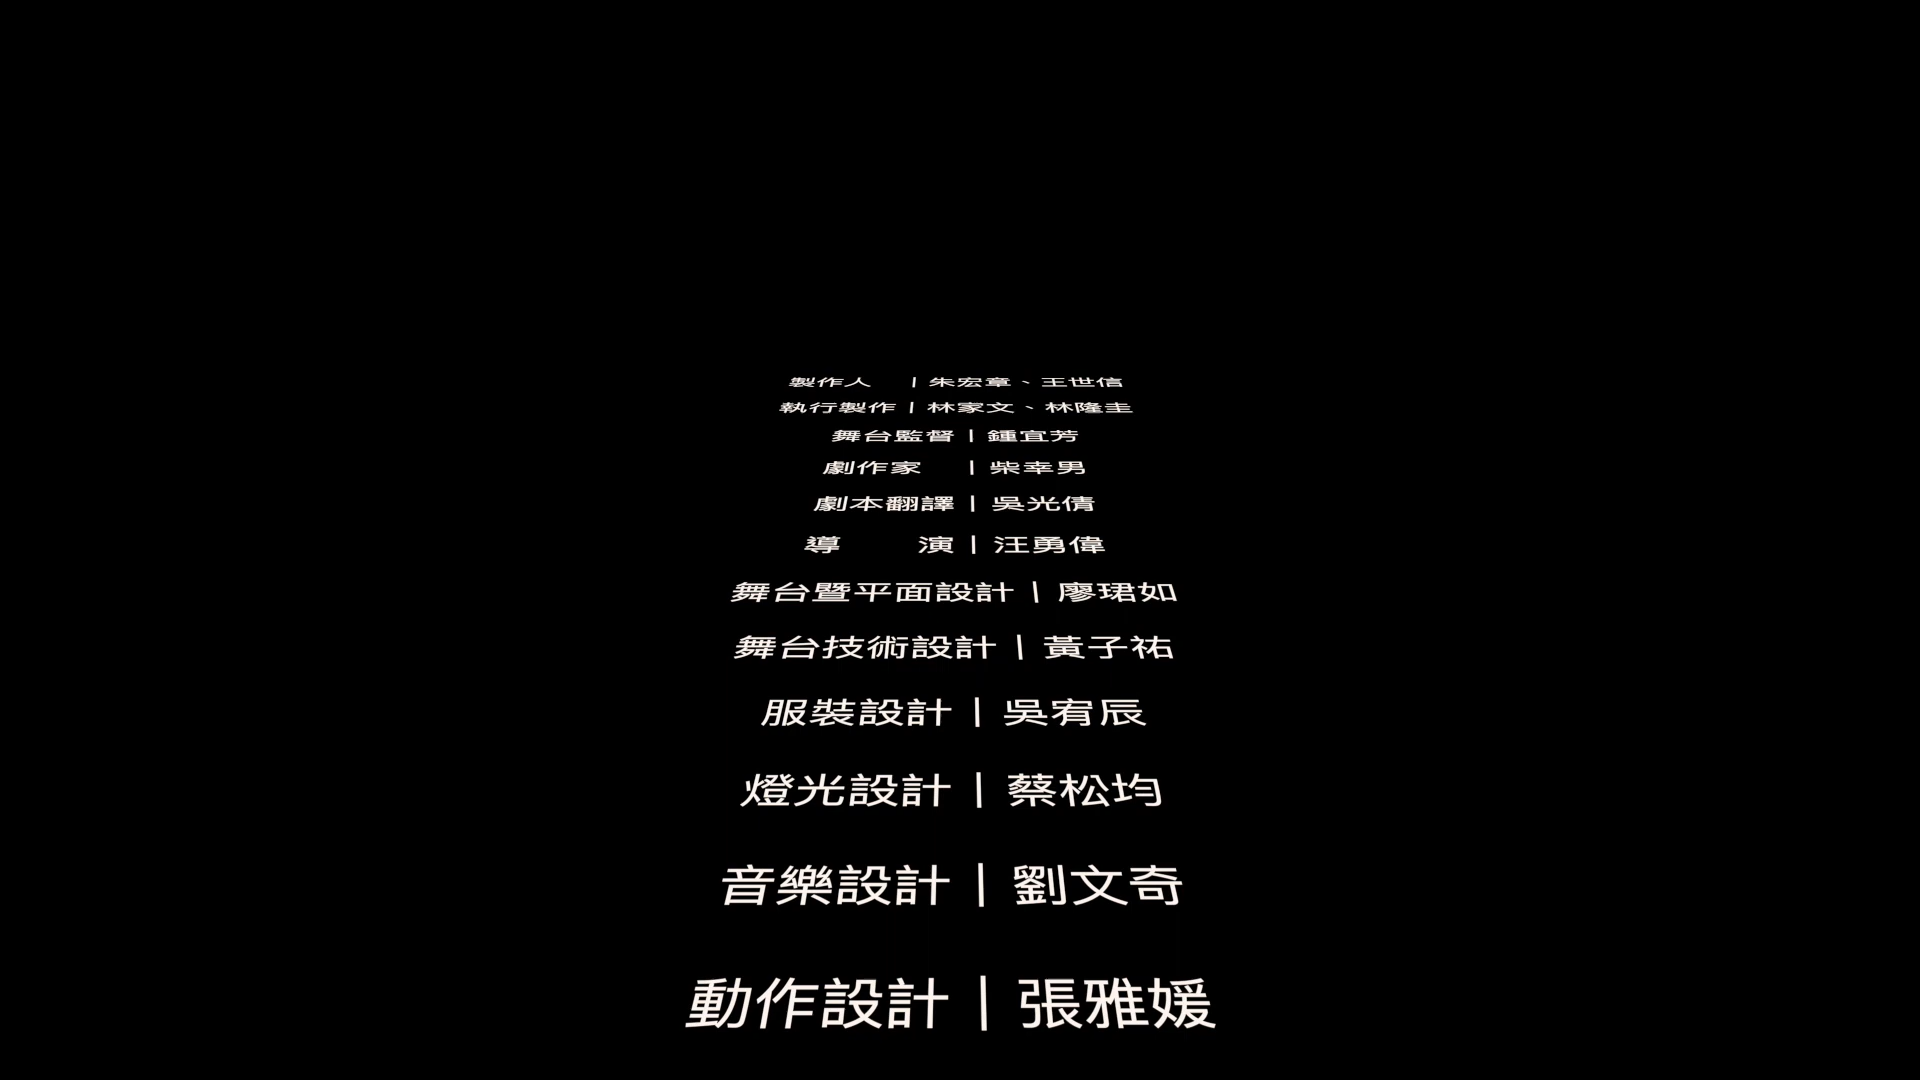 製作人　｜朱宏章、王世信
執行製作｜林家文、林隆圭
舞台監督｜鍾宜芳
劇作家　｜柴幸男
劇本翻譯｜吳光倩
導　　演｜汪勇偉
舞台暨平面設計｜廖珺如
舞台技術設計｜黃子祐
服裝設計｜吳宥辰
燈光設計｜蔡松均
音樂設計｜劉文奇
動作設計｜張雅媛